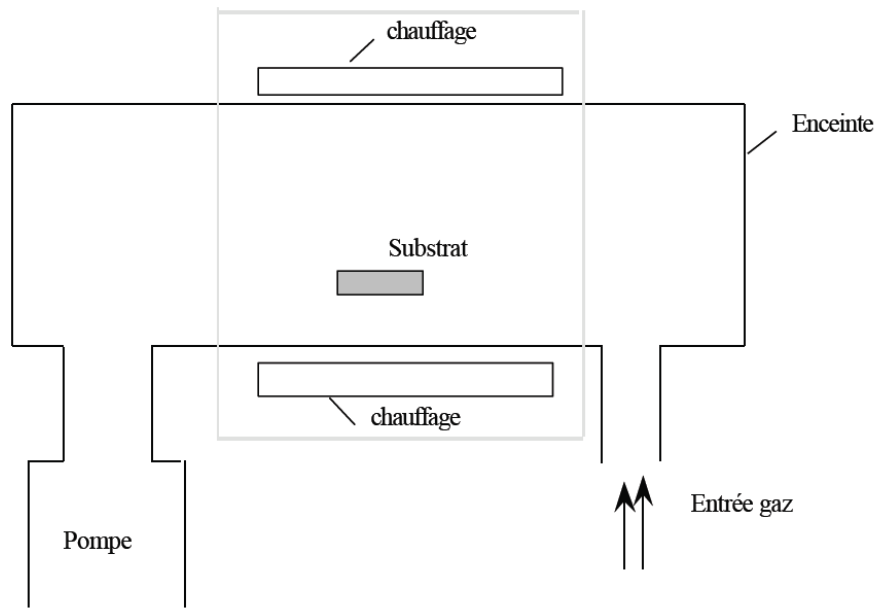 chauffage
Enceinte
Substrat
chauffage
Entrée gaz
Pompe